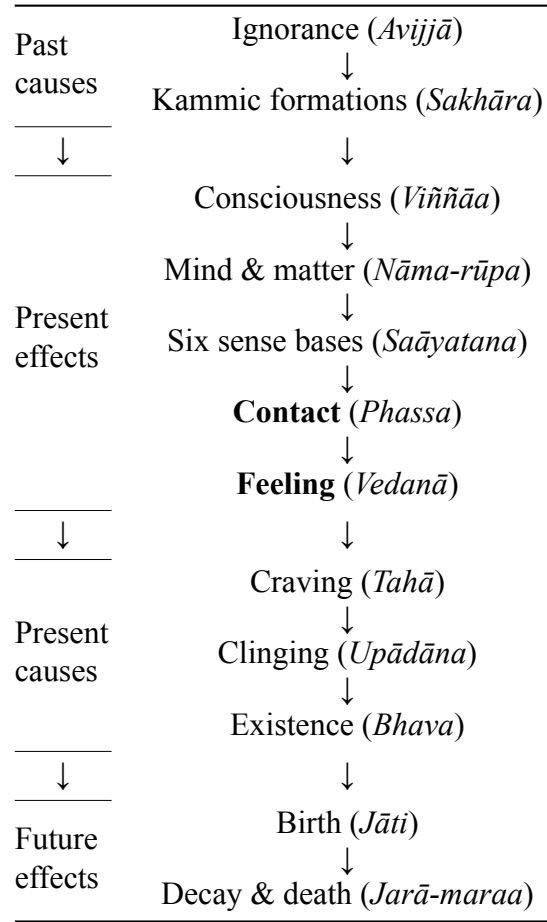 Past
causes
Ignorance (Avijjā)
↓
Kammic formations (Sakhāra)
↓ ↓
Present
effects
Consciousness (Viññāa)
↓
Mind & matter (Nāma-rūpa)
↓
Six sense bases (Saāyatana)
↓
Contact (Phassa)
↓
Feeling (Vedanā)
↓ ↓
Present
causes
Craving (Tahā)
↓
Clinging (Upādāna)
↓
Existence (Bhava)
↓ ↓
Future
effects
Birth (Jāti)
↓
Decay & death (Jarā-maraa)